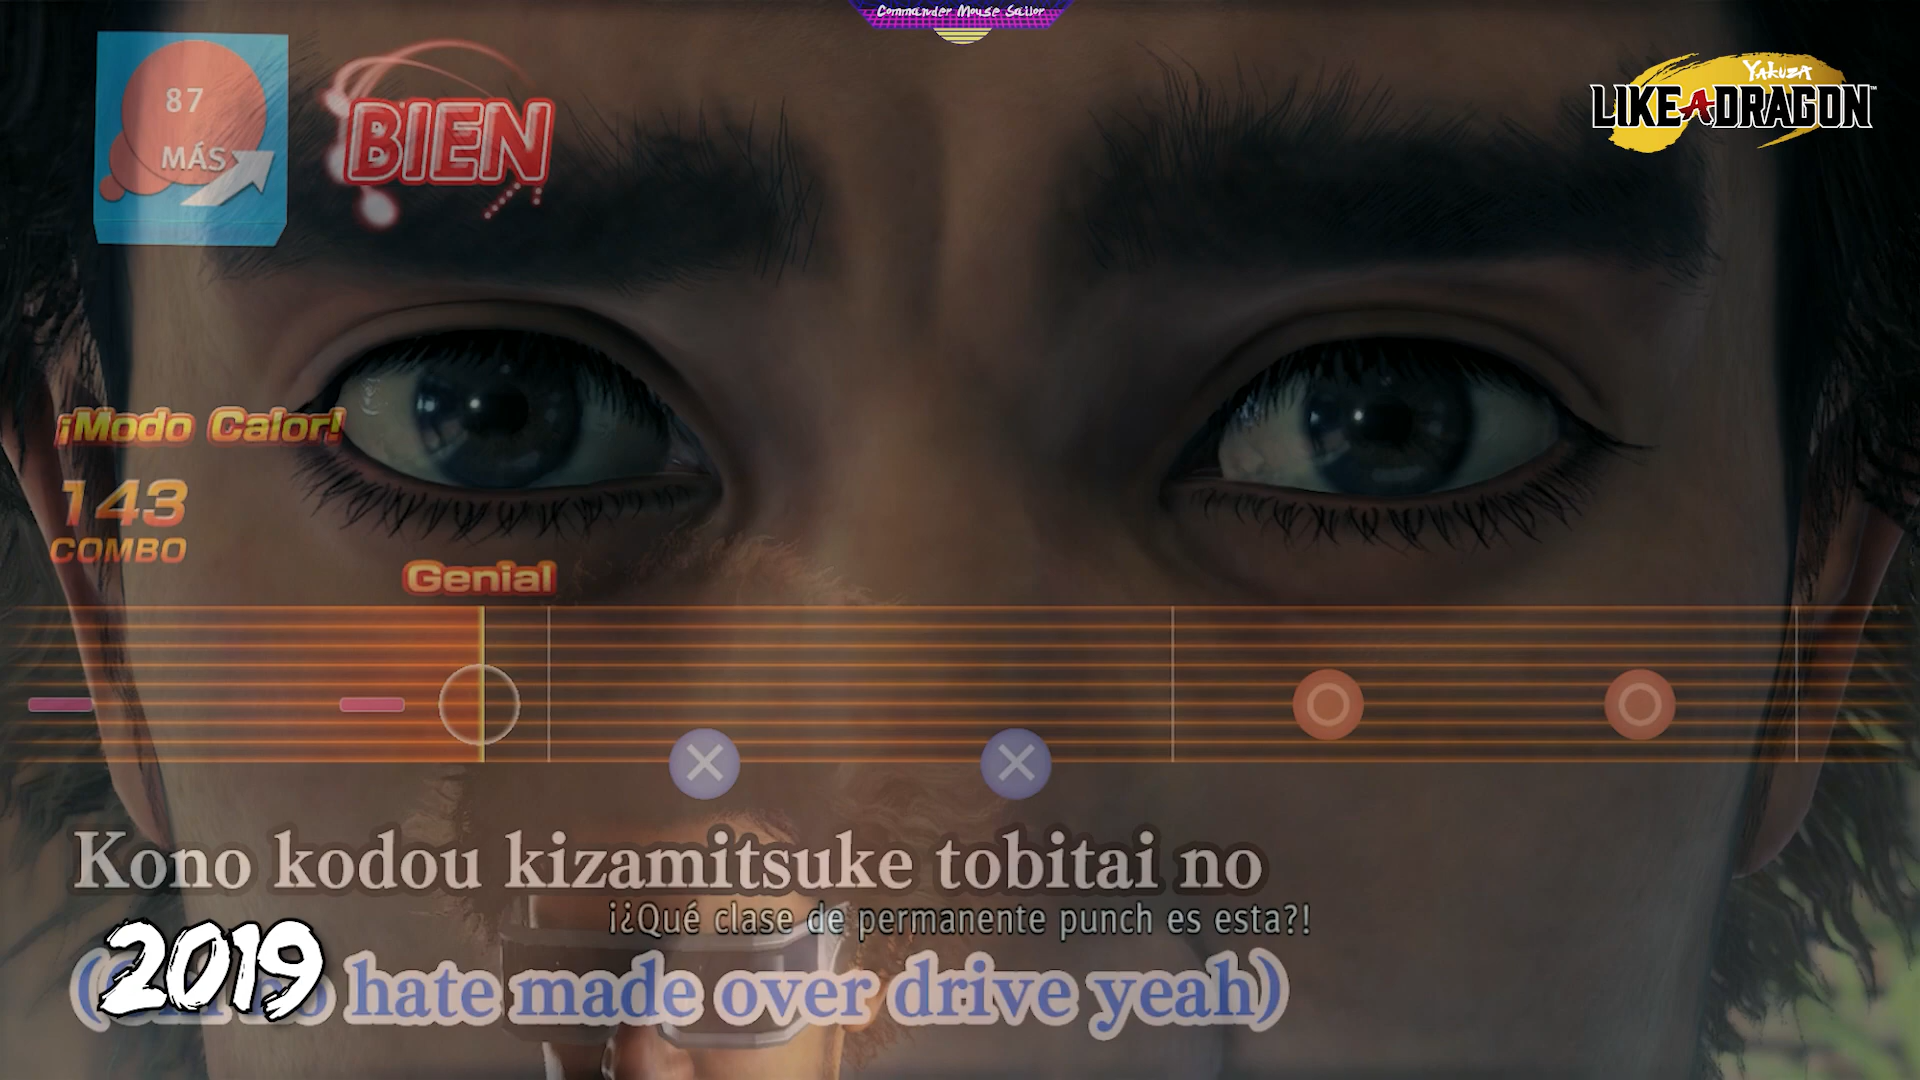 Commander Mouse Sailor
87
MÁS
BIEN
YAKUZA
LIKE A DRAGON™
¡Modo Calor!
143
COMBO
Genial
Kono kodou kizamitsuke tobitai no
¡¿Qué clase de permanente punch es esta?!
2019
hate made over drive yeah)